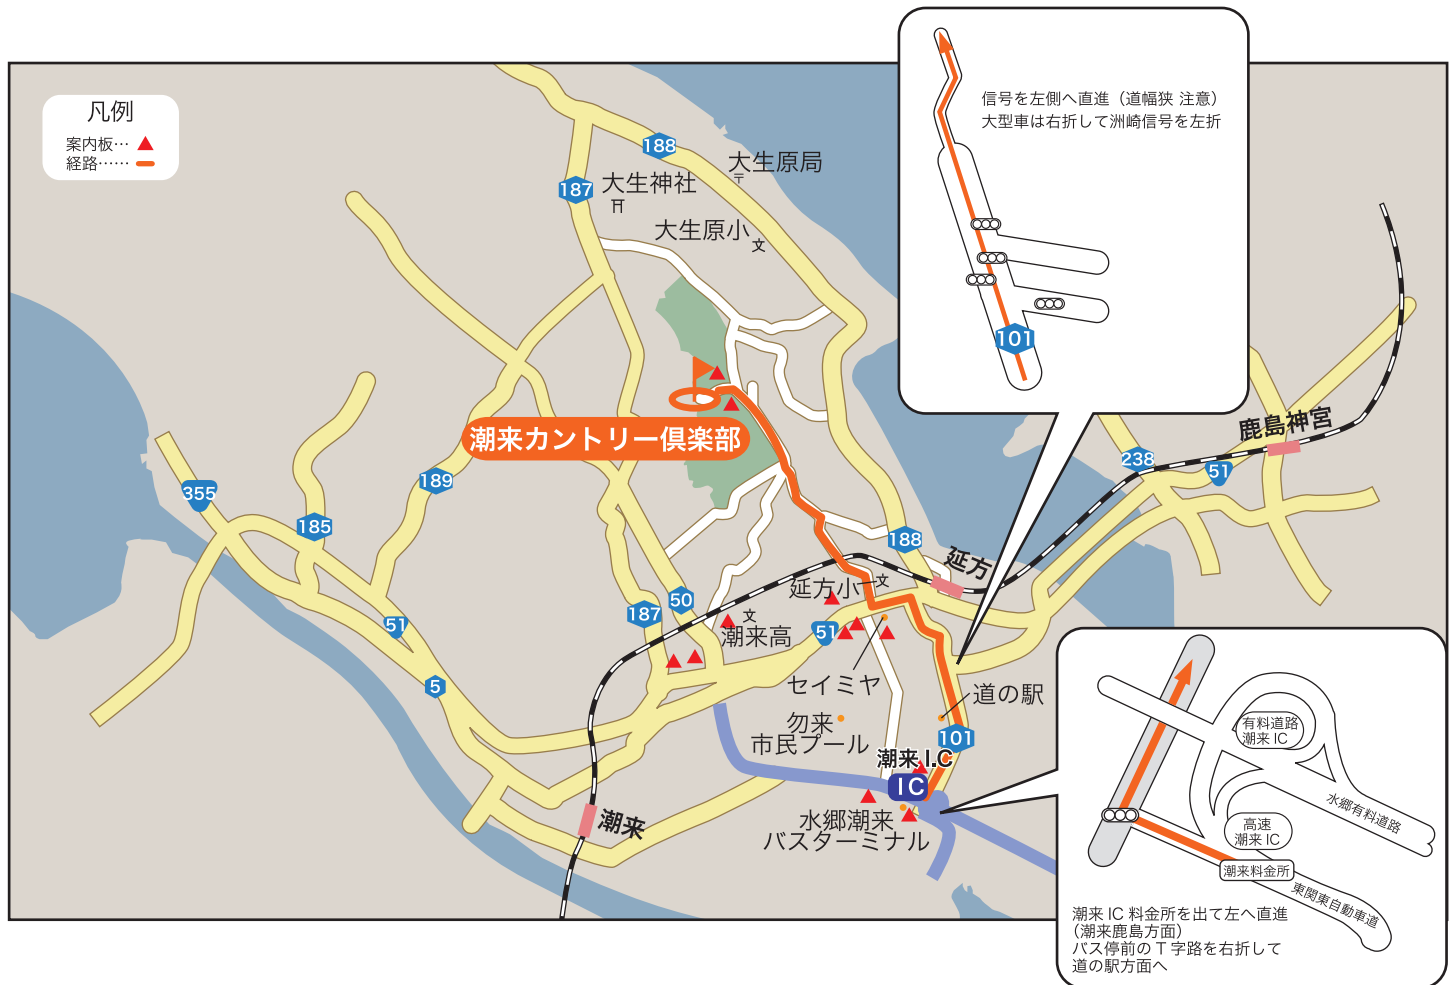 凡例
案内板…
経路……
信号を左側へ直進（道幅狭 注意）
大型車は右折して洲崎信号を左折
101
188
大生原局
187
大生神社
大生原小
文
鹿島神宮
238
51
潮来カントリー倶楽部
355
189
185
188
延方
延方小
文
50
187
51
文
潮来高
51
5
セイミヤ
道の駅
勿来
市民プール
101
潮来 I.C
IC
水郷潮来
バスターミナル
潮来
有料道路
潮来 IC
水郷有料道路
高速
潮来 IC
潮来料金所
東関東自動車道
潮来 IC 料金所を出て左へ直進
（潮来鹿島方面）
バス停前の T 字路を右折して
道の駅方面へ